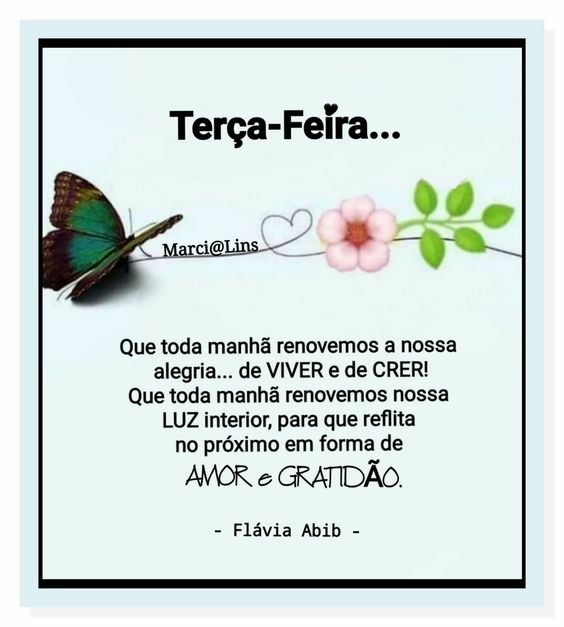 Terça-Feira...
Marci@Lins
Que toda manhã renovemos a nossa
alegria... de VIVER e de CRER!
Que toda manhã renovemos nossa
LUZ interior, para que reflita
no próximo em forma de
AMOR e GRATIDÃO.
- Flávia Abib -